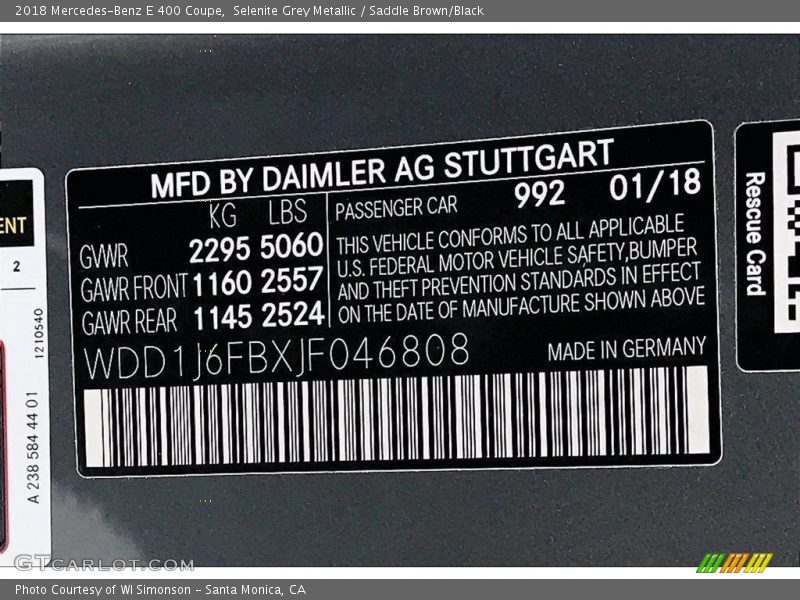 2018 Mercedes-Benz E 400 Coupe,  Selenite Grey Metallic / Saddle Brown/Black
MFD BY DAIMLER AG STUTTGART
KG LBS
GVWR 2295 5060
GAWR FRONT 1160 2557
GAWR REAR 1145 2524
PASSENGER CAR 992 01/18
THIS VEHICLE CONFORMS TO ALL APPLICABLE
U.S. FEDERAL MOTOR VEHICLE SAFETY,BUMPER
AND THEFT PREVENTION STANDARDS IN EFFECT
ON THE DATE OF MANUFACTURE SHOWN ABOVE
WDD1J6FBXJF046808
MADE IN GERMANY
ENT
2
1210540
A 238 584 44 01
Rescue Card
GTcarlot.com
Photo Courtesy of WI Simonson - Santa Monica, CA